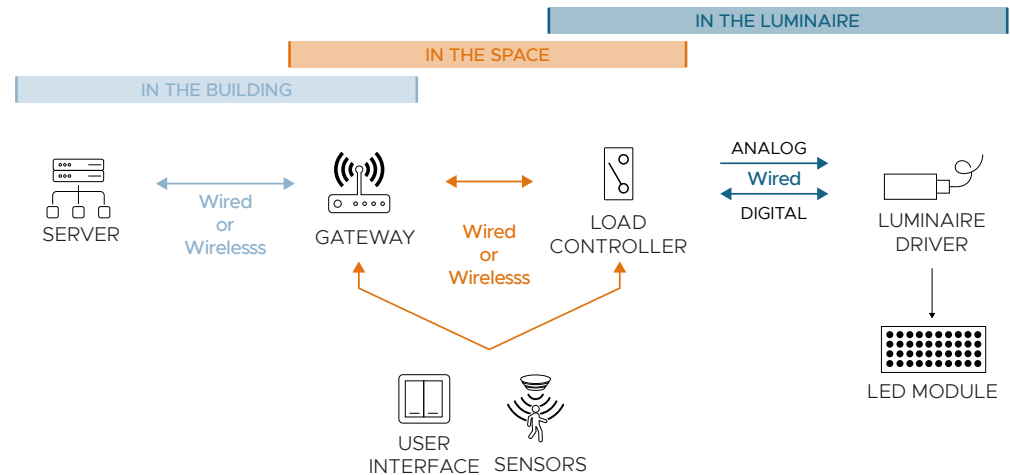 IN THE LUMINAIRE
IN THE SPACE
IN THE BUILDING
SERVER
Wired
or
Wirelesss
GATEWAY
Wired
or
Wirelesss
LOAD
CONTROLLER
ANALOG
Wired
DIGITAL
LUMINAIRE
DRIVER
LED MODULE
USER
INTERFACE
SENSORS